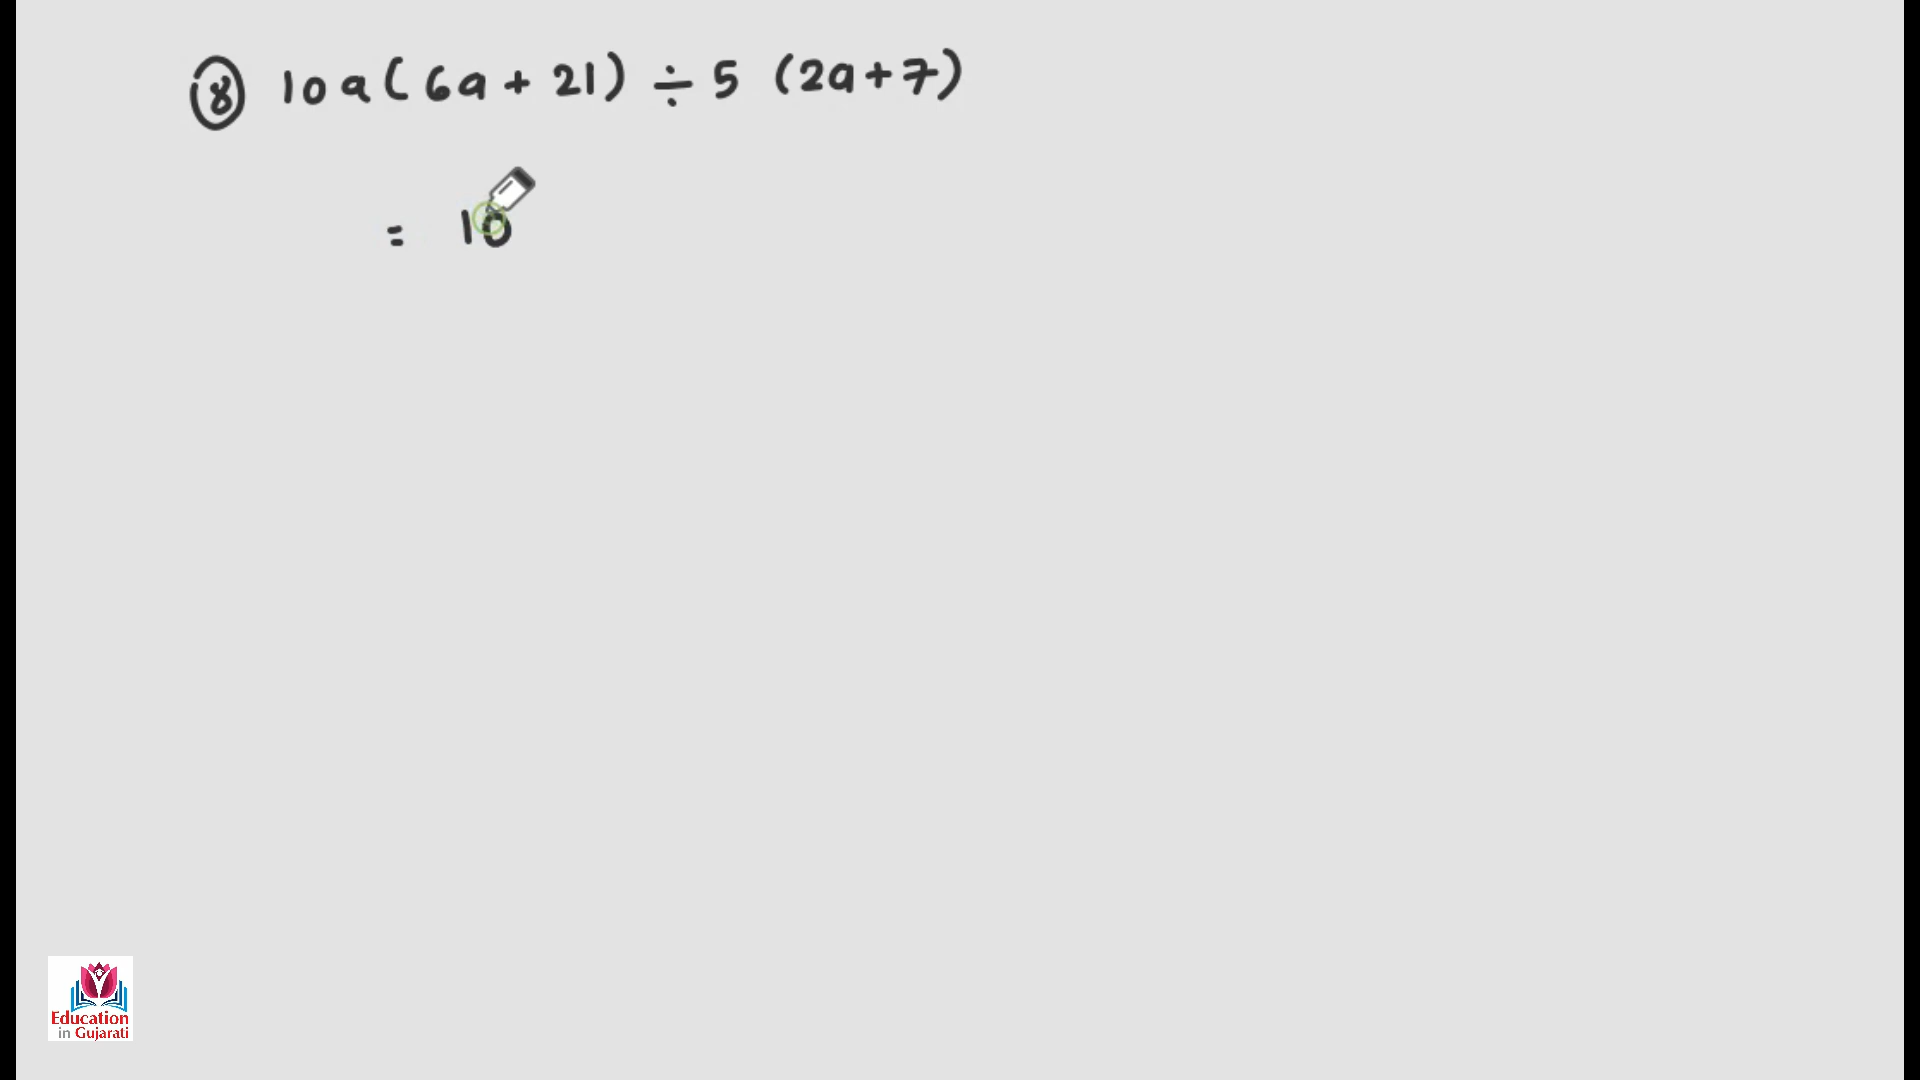 ⑧ 10a(6a + 21) ÷ 5 (2a+7)
= 10
Education
in Gujarati